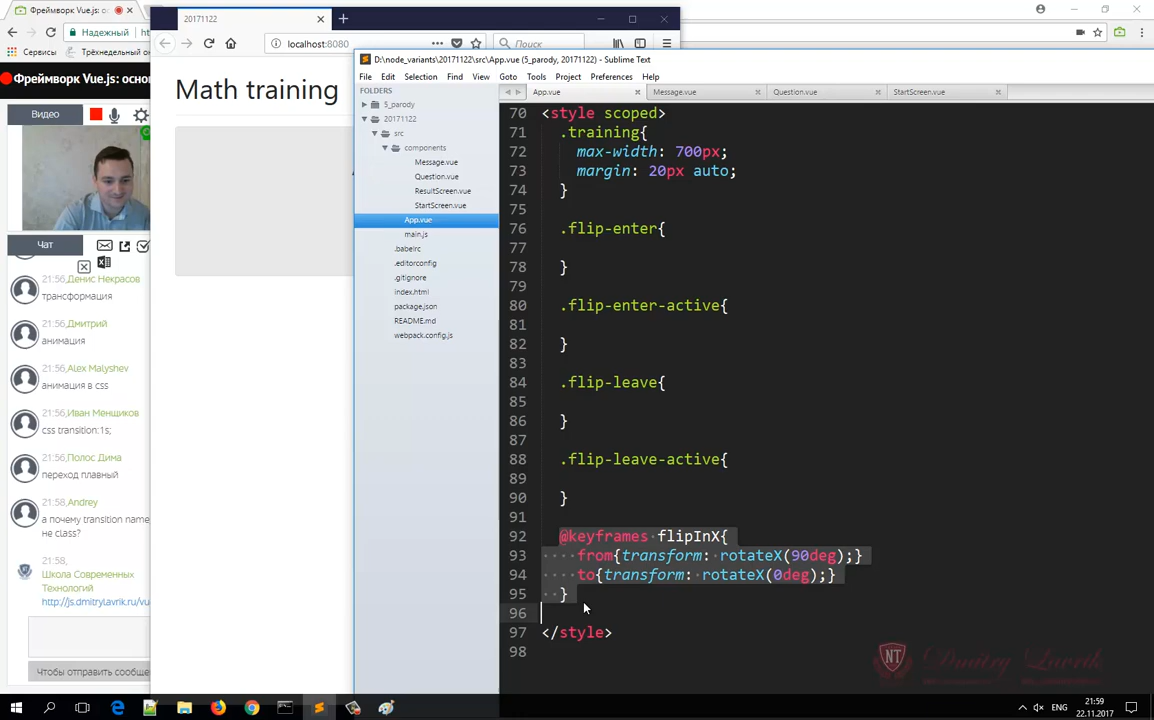 Фреймворк Vue.js: осно
Надежный
Сервисы
Фреймворк Vue.js: основ
Видео
Чат
21:56, Денис Некрасов
трансформация
21:56, Дмитрий
анимация
21:56, Alex Malyshev
анимация в css
21:56, Иван Менщиков
css transition:1s;
21:56, Полос Дима
переход плавный
21:58, Andrey
а почему transition name
не class?
21:58,
Школа Современных
Технологий
http://js.dmitrylavrik.ru/vu
Чтобы отправить сообще
20171122
localhost:8080
Поиск
Math training
D:\node_variants\20171122\src\App.vue (5_parody, 20171122) - Sublime Text
File Edit Selection Find View Goto Tools Project Preferences Help
FOLDERS
5_parody
20171122
src
components
Message.vue
Question.vue
ResultScreen.vue
StartScreen.vue
App.vue
main.js
.babelrc
.editorconfig
.gitignore
index.html
package.json
README.md
webpack.config.js
App.vue Message.vue Question.vue StartScreen.vue
70 <style scoped>
71 .training{
72 max-width: 700px;
73 margin: 20px auto;
74 }
75
76 .flip-enter{
77
78 }
79
80 .flip-enter-active{
81
82 }
83
84 .flip-leave{
85
86 }
87
88 .flip-leave-active{
89
90 }
91
92 @keyframes flipInX{
93 from{transform: rotateX(90deg);}
94 to{transform: rotateX(0deg);}
95 }
96
97 </style>
98
NT Dmitry Lavrik
ENG
21:59
22.11.2017